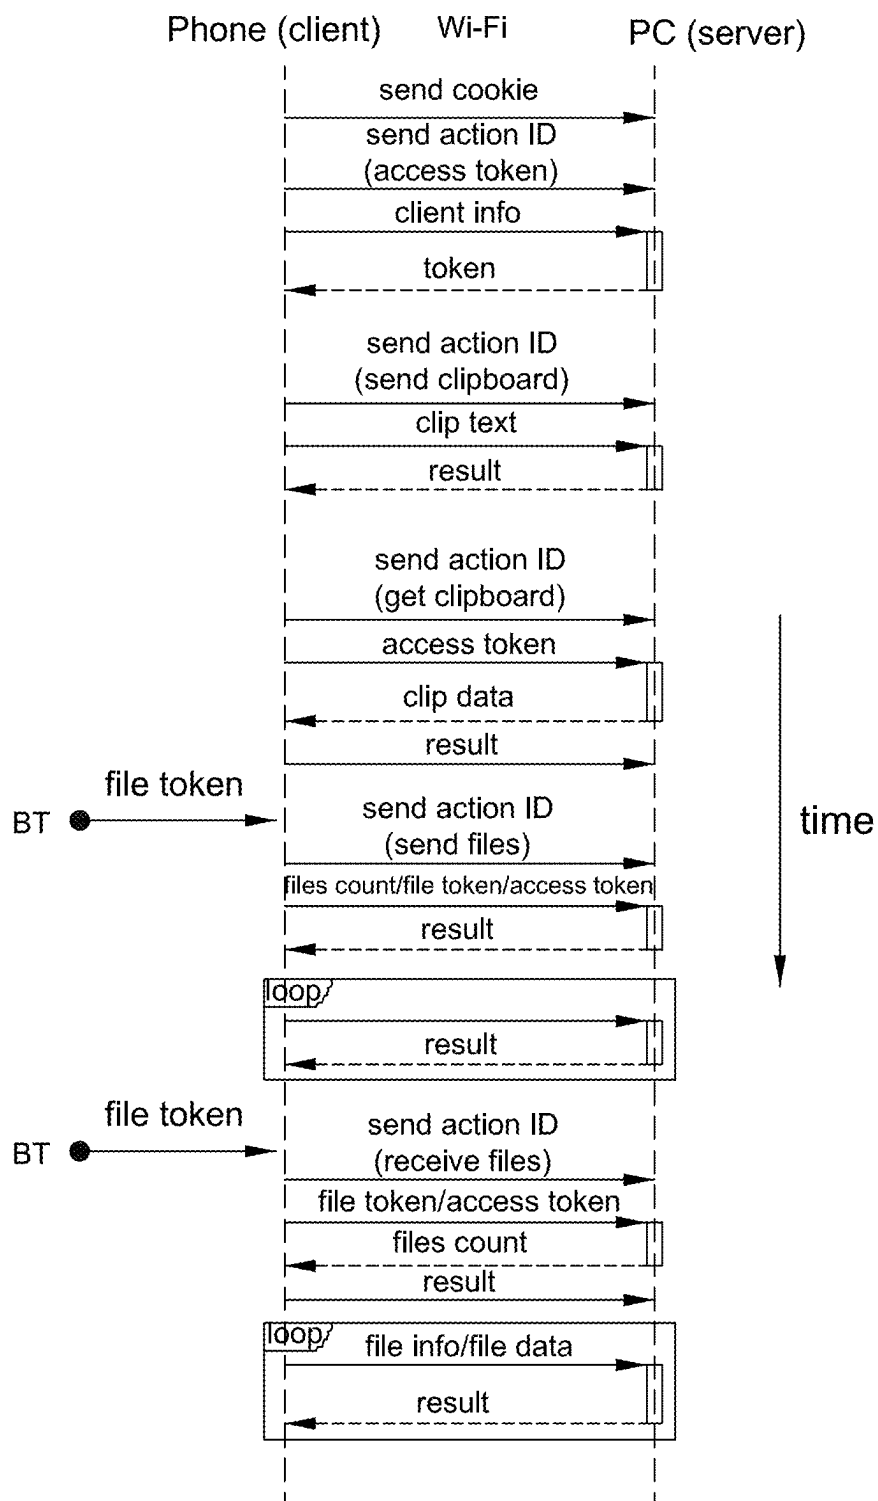 Phone (client) Wi-Fi PC (server)
send cookie
send action ID
(access token)
client info
token
send action ID
(send clipboard)
clip text
result
send action ID
(get clipboard)
access token
clip data
result
file token
BT
send action ID
(send files)
time
files count/file token/access token
result
loop
result
file token
BT
send action ID
(receive files)
file token/access token
files count
result
loop
file info/file data
result